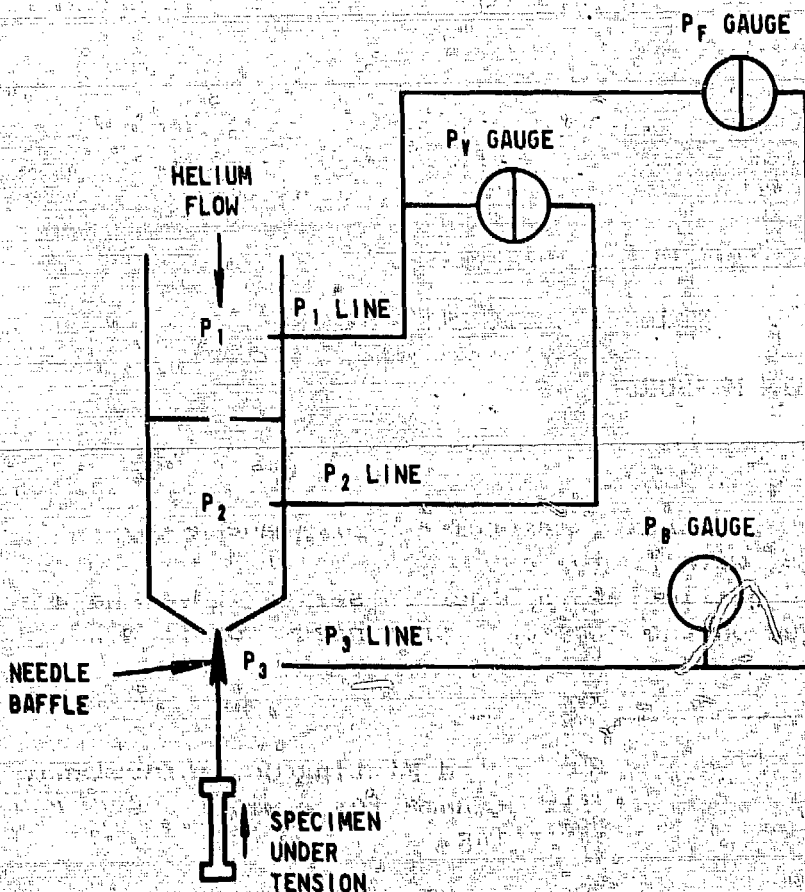 P_F GAUGE
P_V GAUGE
HELIUM
FLOW
P_1
P_1 LINE
P_2 LINE
P_2
P_B GAUGE
P_3 LINE
P_3
NEEDLE
BAFFLE
SPECIMEN
UNDER
TENSION